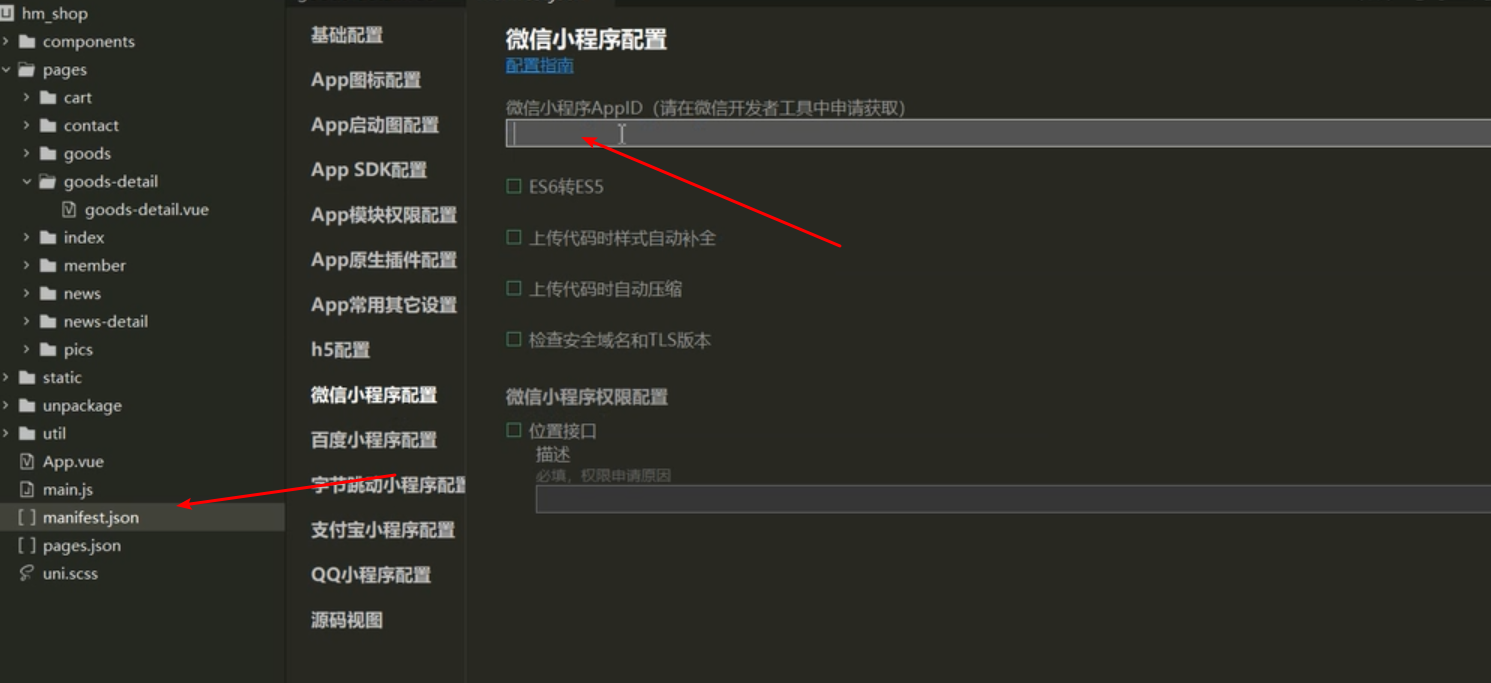 hm_shop
components
pages
cart
contact
goods
goods-detail
goods-detail.vue
index
member
news
news-detail
pics
static
unpackage
util
App.vue
main.js
[ ] manifest.json
[ ] pages.json
uni.scss
基础配置
App图标配置
App启动图配置
App SDK配置
App模块权限配置
App原生插件配置
App常用其它设置
h5配置
微信小程序配置
百度小程序配置
字节跳动小程序配置
支付宝小程序配置
QQ小程序配置
源码视图
微信小程序配置
配置指南
微信小程序AppID（请在微信开发者工具中申请获取）
ES6转ES5
上传代码时样式自动补全
上传代码时自动压缩
检查安全域名和TLS版本
微信小程序权限配置
位置接口
描述
必填，权限申请原因